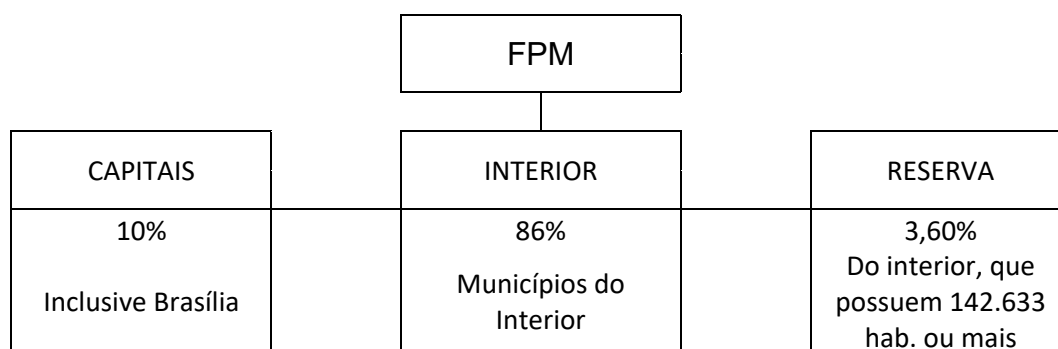 FPM
CAPITAIS
INTERIOR
RESERVA
10%
Inclusive Brasília
86%
Municípios do
Interior
3,60%
Do interior, que
possuem 142.633
hab. ou mais